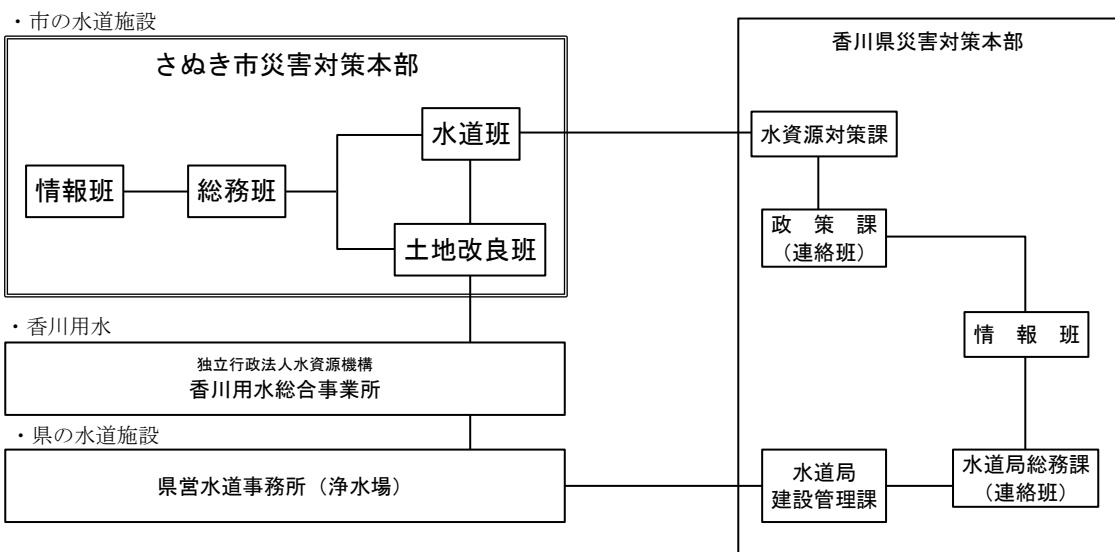 ・市の水道施設
さぬき市災害対策本部
水道班
情報班
総務班
土地改良班
・香川用水
独立行政法人水資源機構
香川用水総合事業所
・県の水道施設
県営水道事務所（浄水場）
香川県災害対策本部
水資源対策課
政　策　課
（連絡班）
情　報　班
水道局
建設管理課
水道局総務課
（連絡班）